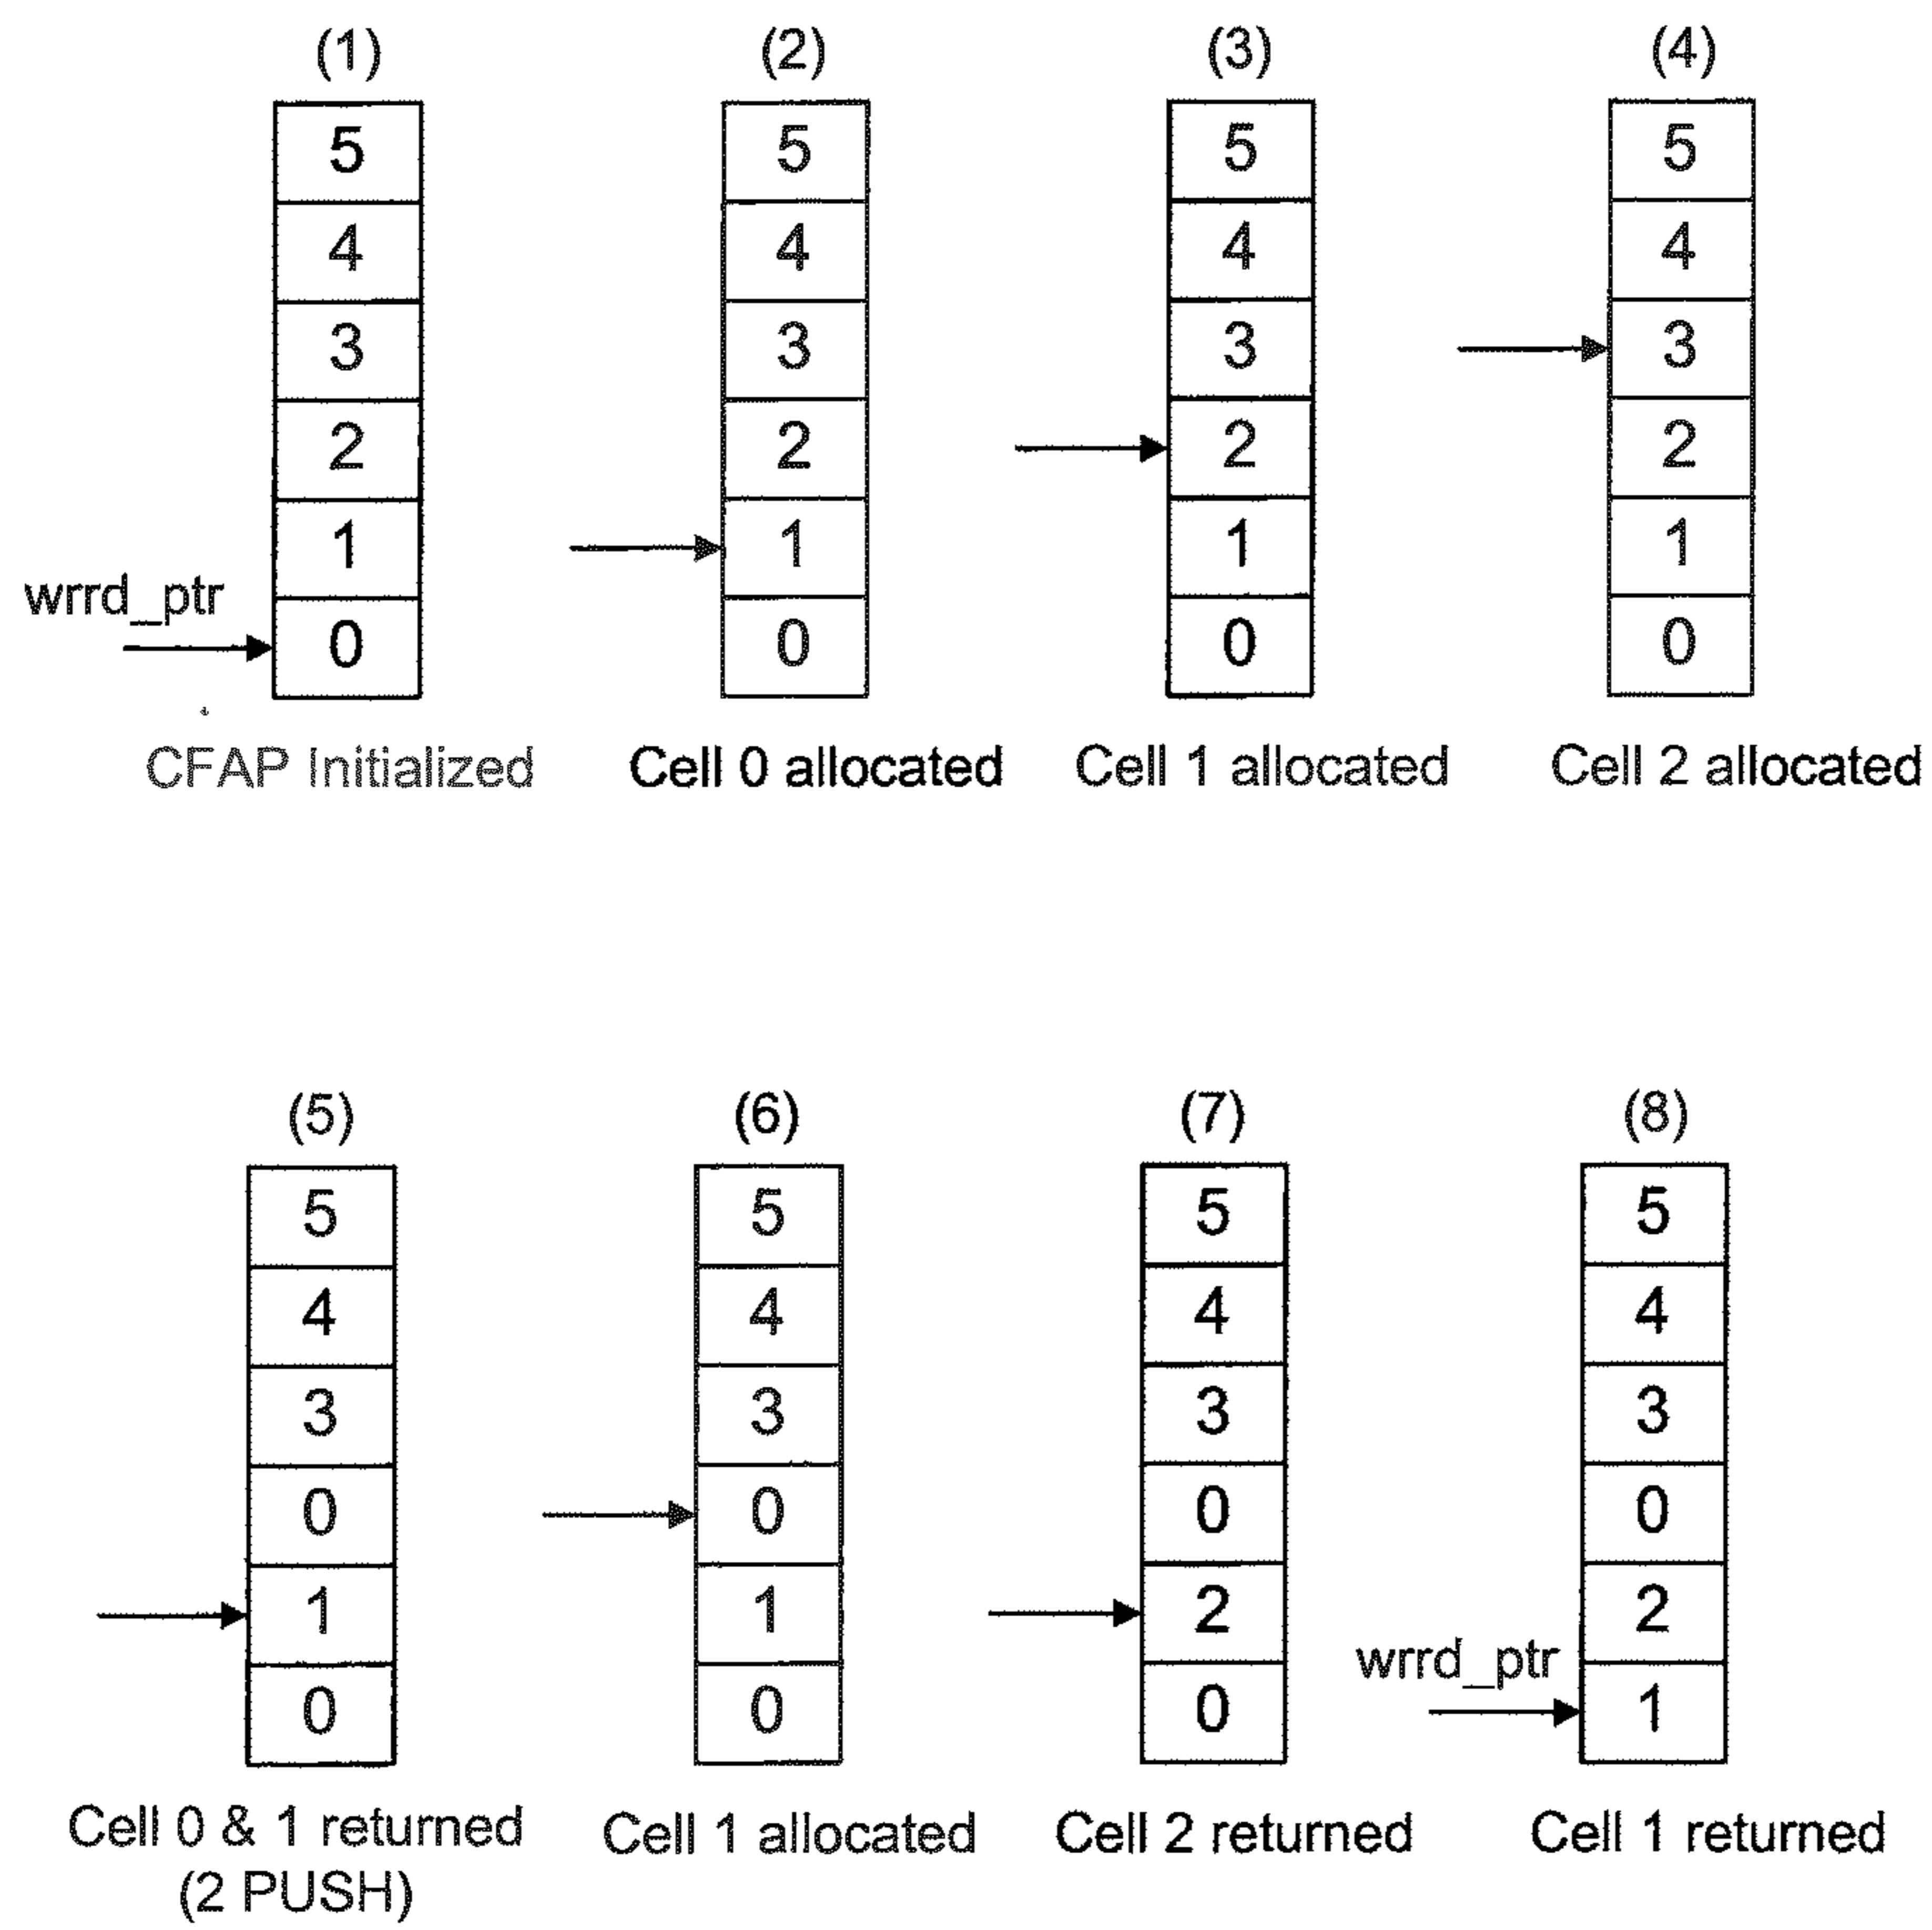 (1) (2) (3) (4)
5 5 5 5
4 4 4 4
3 3 3 3
2 2 2 2
1 1 1 1
wrrd_ptr
0 0 0 0
CFAP Initialized Cell 0 allocated Cell 1 allocated Cell 2 allocated
(5) (6) (7) (8)
5 5 5 5
4 4 4 4
3 3 3 3
0 0 0 0
1 1 2 2
wrrd_ptr
0 0 0 1
Cell 0 & 1 returned Cell 1 allocated Cell 2 returned Cell 1 returned
(2 PUSH)